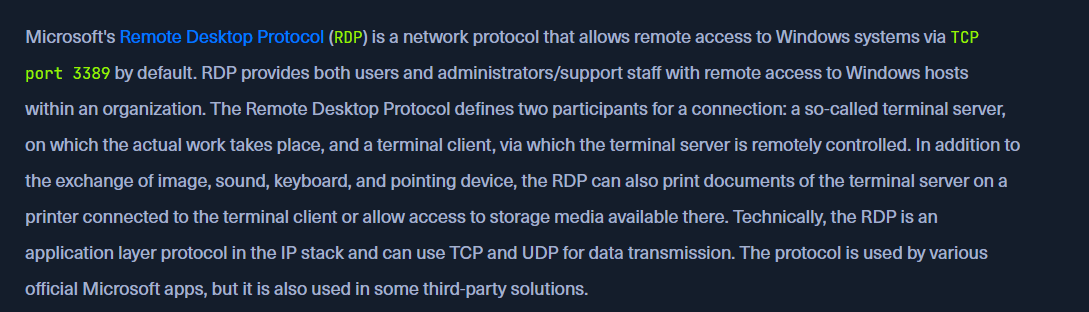 Microsoft's Remote Desktop Protocol (RDP) is a network protocol that allows remote access to Windows systems via TCP
port 3389 by default. RDP provides both users and administrators/support staff with remote access to Windows hosts
within an organization. The Remote Desktop Protocol defines two participants for a connection: a so-called terminal server,
on which the actual work takes place, and a terminal client, via which the terminal server is remotely controlled. In addition to
the exchange of image, sound, keyboard, and pointing device, the RDP can also print documents of the terminal server on a
printer connected to the terminal client or allow access to storage media available there. Technically, the RDP is an
application layer protocol in the IP stack and can use TCP and UDP for data transmission. The protocol is used by various
official Microsoft apps, but it is also used in some third-party solutions.